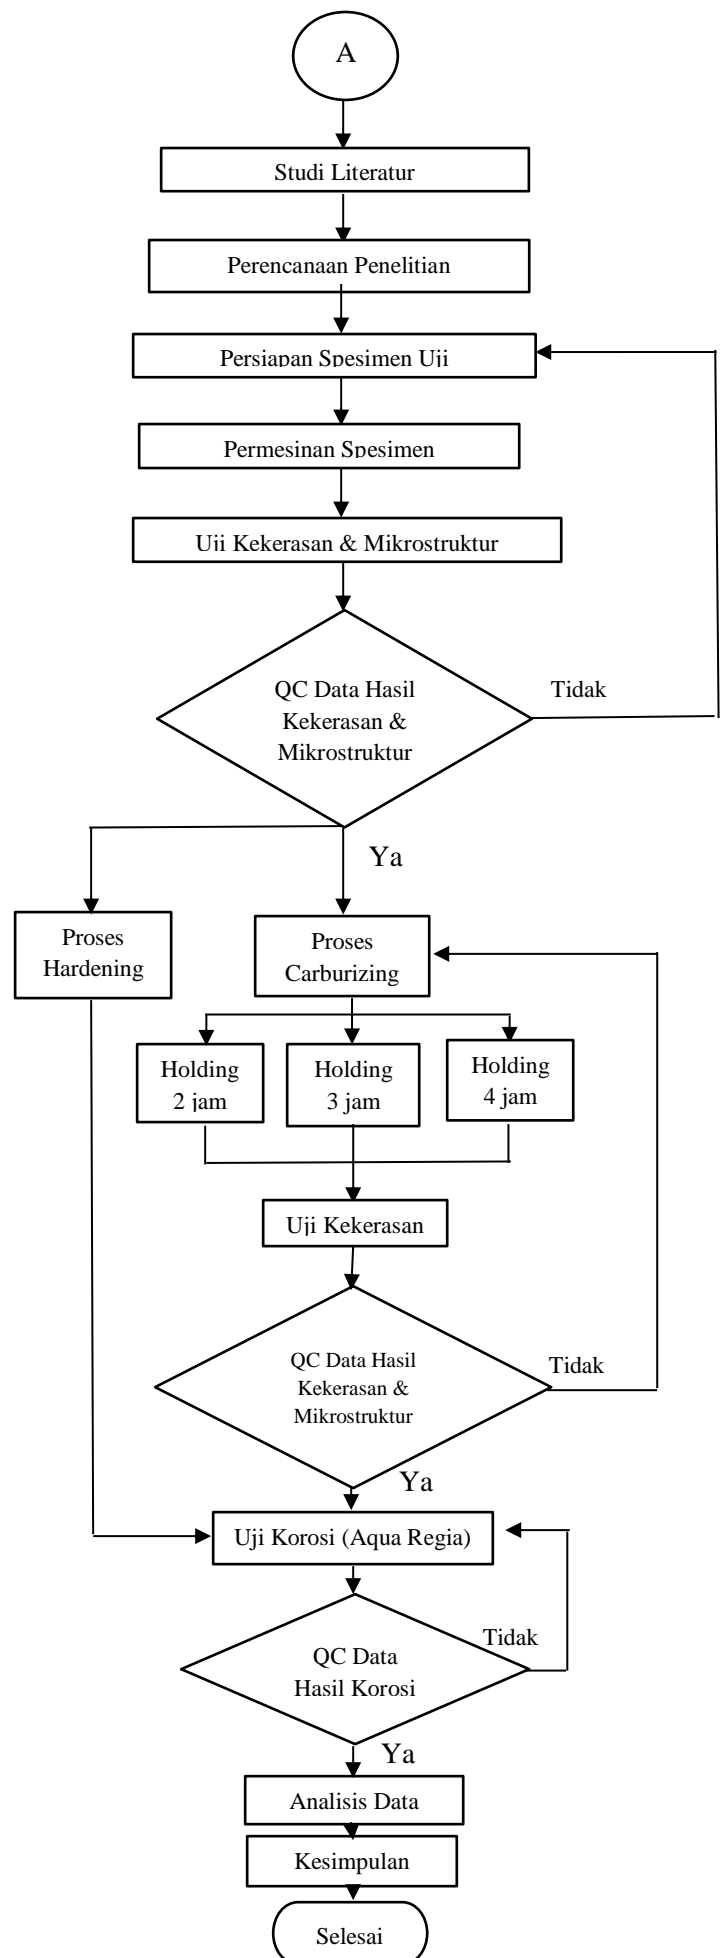 A
Studi Literatur
Perencanaan Penelitian
Persiapan Spesimen Uji
Permesinan Spesimen
Uji Kekerasan & Mikrostruktur
QC Data Hasil
Kekerasan &
Mikrostruktur
Tidak
Ya
Proses
Hardening
Proses
Carburizing
Holding
2 jam
Holding
3 jam
Holding
4 jam
Uji Kekerasan
QC Data Hasil
Kekerasan &
Mikrostruktur
Tidak
Ya
Uji Korosi (Aqua Regia)
QC Data
Hasil Korosi
Tidak
Ya
Analisis Data
Kesimpulan
Selesai